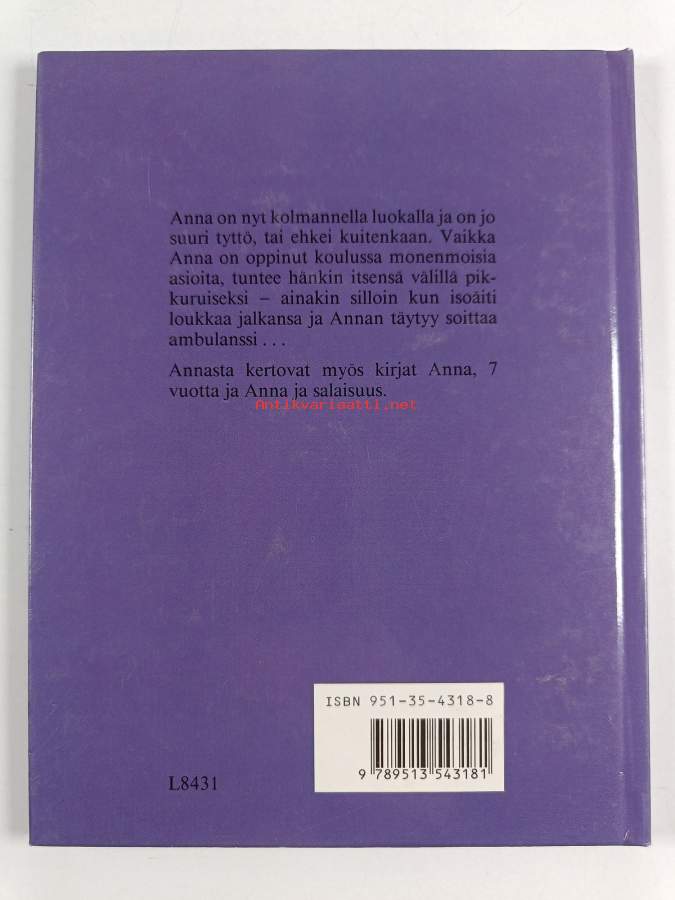 Anna on nyt kolmannella luokalla ja on jo
suuri tyttö, tai ehkei kuitenkaan. Vaikka
Anna on oppinut koulussa monenmoisia
asioita, tuntee hänkin itsensä välillä pik-
kuruiseksi – ainakin silloin kun isoäiti
loukkaa jalkansa ja Annan täytyy soittaa
ambulanssi . . .
Annasta kertovat myös kirjat Anna, 7
vuotta ja Anna ja salaisuus.
Antikvariaatti.net
ISBN 951-35-4318-8
9 789513 543181
L8431